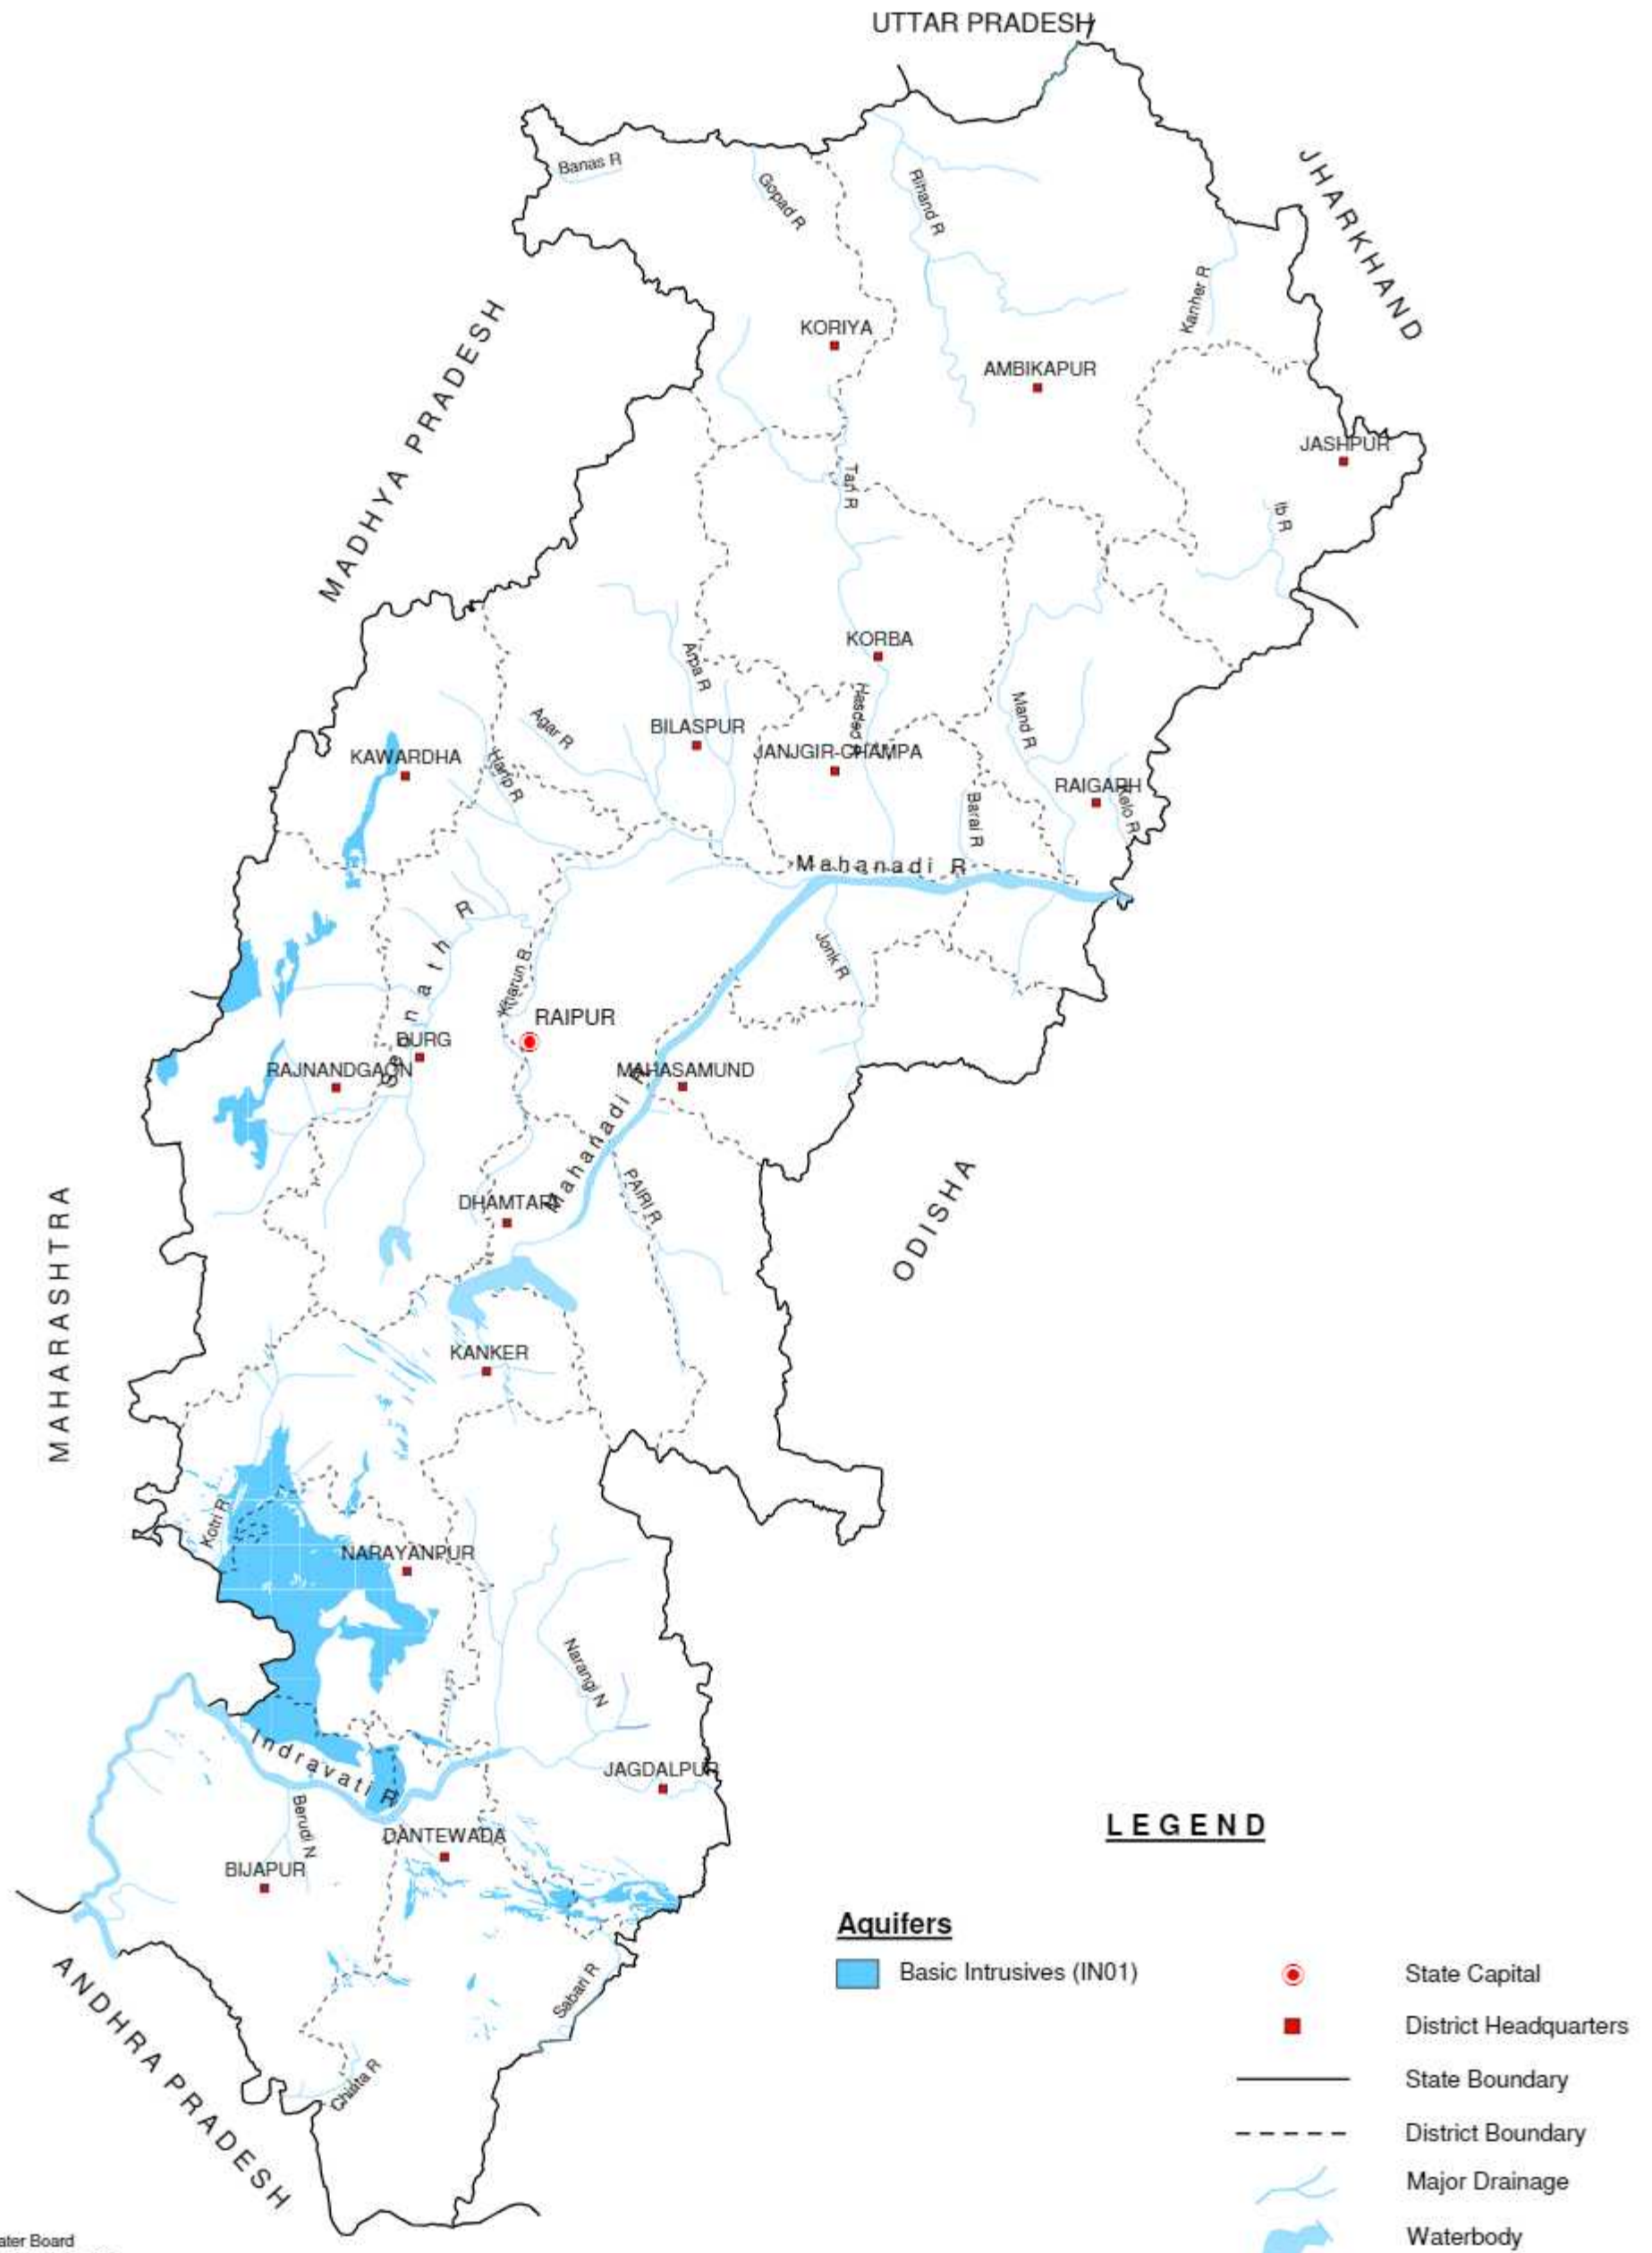 UTTAR PRADESH
JHARKHAND
Banas R
Gopad R
Rihand R
Kanher R
MADHYA PRADESH
KORIYA
AMBIKAPUR
JASHPUR
Tan R
Ib R
KORBA
Arpa R
Hasdeo R
Mand R
Agar R
BILASPUR
KAWARDHA
JANJGIR-CHAMPA
Hanp R
RAIGARH
Kelo R
Barai R
Mahanadi R
Seonath R
Kharun R
Jonk R
RAIPUR
DURG
RAJNANDGAON
MAHASAMUND
Mahanadi R
MAHARASHTRA
ODISHA
DHAMTARI
PAIRI R
KANKER
Kotri R
NARAYANPUR
Narangi N
Indravati R
JAGDALPUR
Berudi N
DANTEWADA
BIJAPUR
ANDHRA PRADESH
Sabari R
Chinta R
LEGEND
Aquifers
Basic Intrusives (IN01)
State Capital
District Headquarters
State Boundary
District Boundary
Major Drainage
Waterbody
ater Board